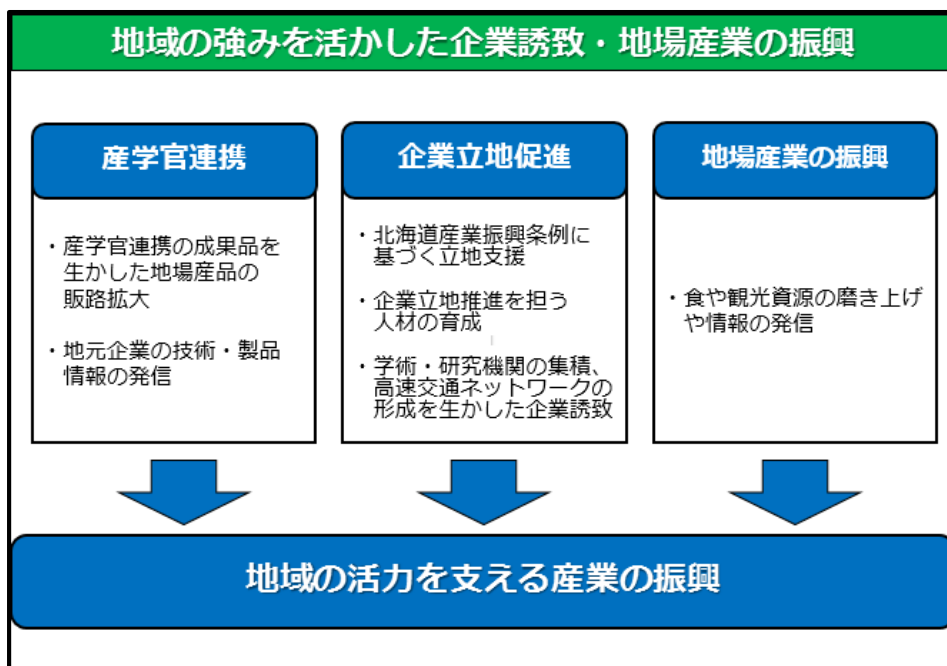 地域の強みを活かした企業誘致・地場産業の振興
産学官連携
・産学官連携の成果品を
生かした地場産品の
販路拡大
・地元企業の技術・製品
情報の発信
企業立地促進
・北海道産業振興条例に
基づく立地支援
・企業立地推進を担う
人材の育成
・学術・研究機関の集積、
高速交通ネットワークの
形成を生かした企業誘致
地場産業の振興
・食や観光資源の磨き上げ
や情報の発信
地域の活力を支える産業の振興